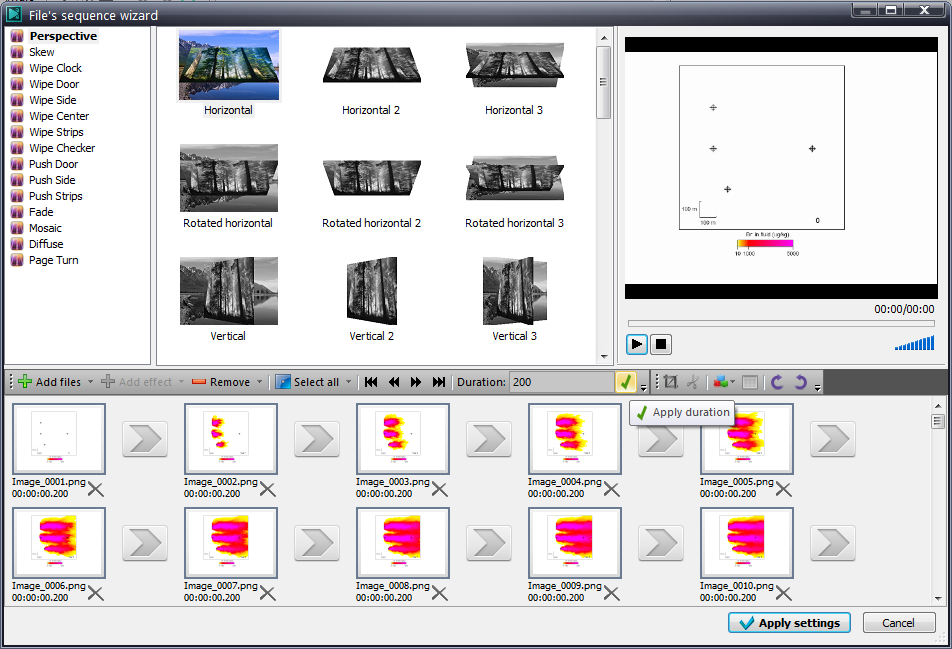 File's sequence wizard
Perspective
Skew
Wipe Clock
Wipe Door
Wipe Side
Wipe Center
Wipe Strips
Wipe Checker
Push Door
Push Side
Push Strips
Fade
Mosaic
Diffuse
Page Turn
Horizontal
Horizontal 2
Horizontal 3
Rotated horizontal
Rotated horizontal 2
Rotated horizontal 3
Vertical
Vertical 2
Vertical 3
100 m
100 m
0
Br in fluid (ug/kg)
10 1000 5000
00:00/00:00
Add files
Add effect
Remove
Select all
Duration: 200
Apply duration
Image_0001.png
00:00:00.200
Image_0002.png
00:00:00.200
Image_0003.png
00:00:00.200
Image_0004.png
00:00:00.200
Image_0005.png
00:00:00.200
Image_0006.png
00:00:00.200
Image_0007.png
00:00:00.200
Image_0008.png
00:00:00.200
Image_0009.png
00:00:00.200
Image_0010.png
00:00:00.200
Apply settings
Cancel